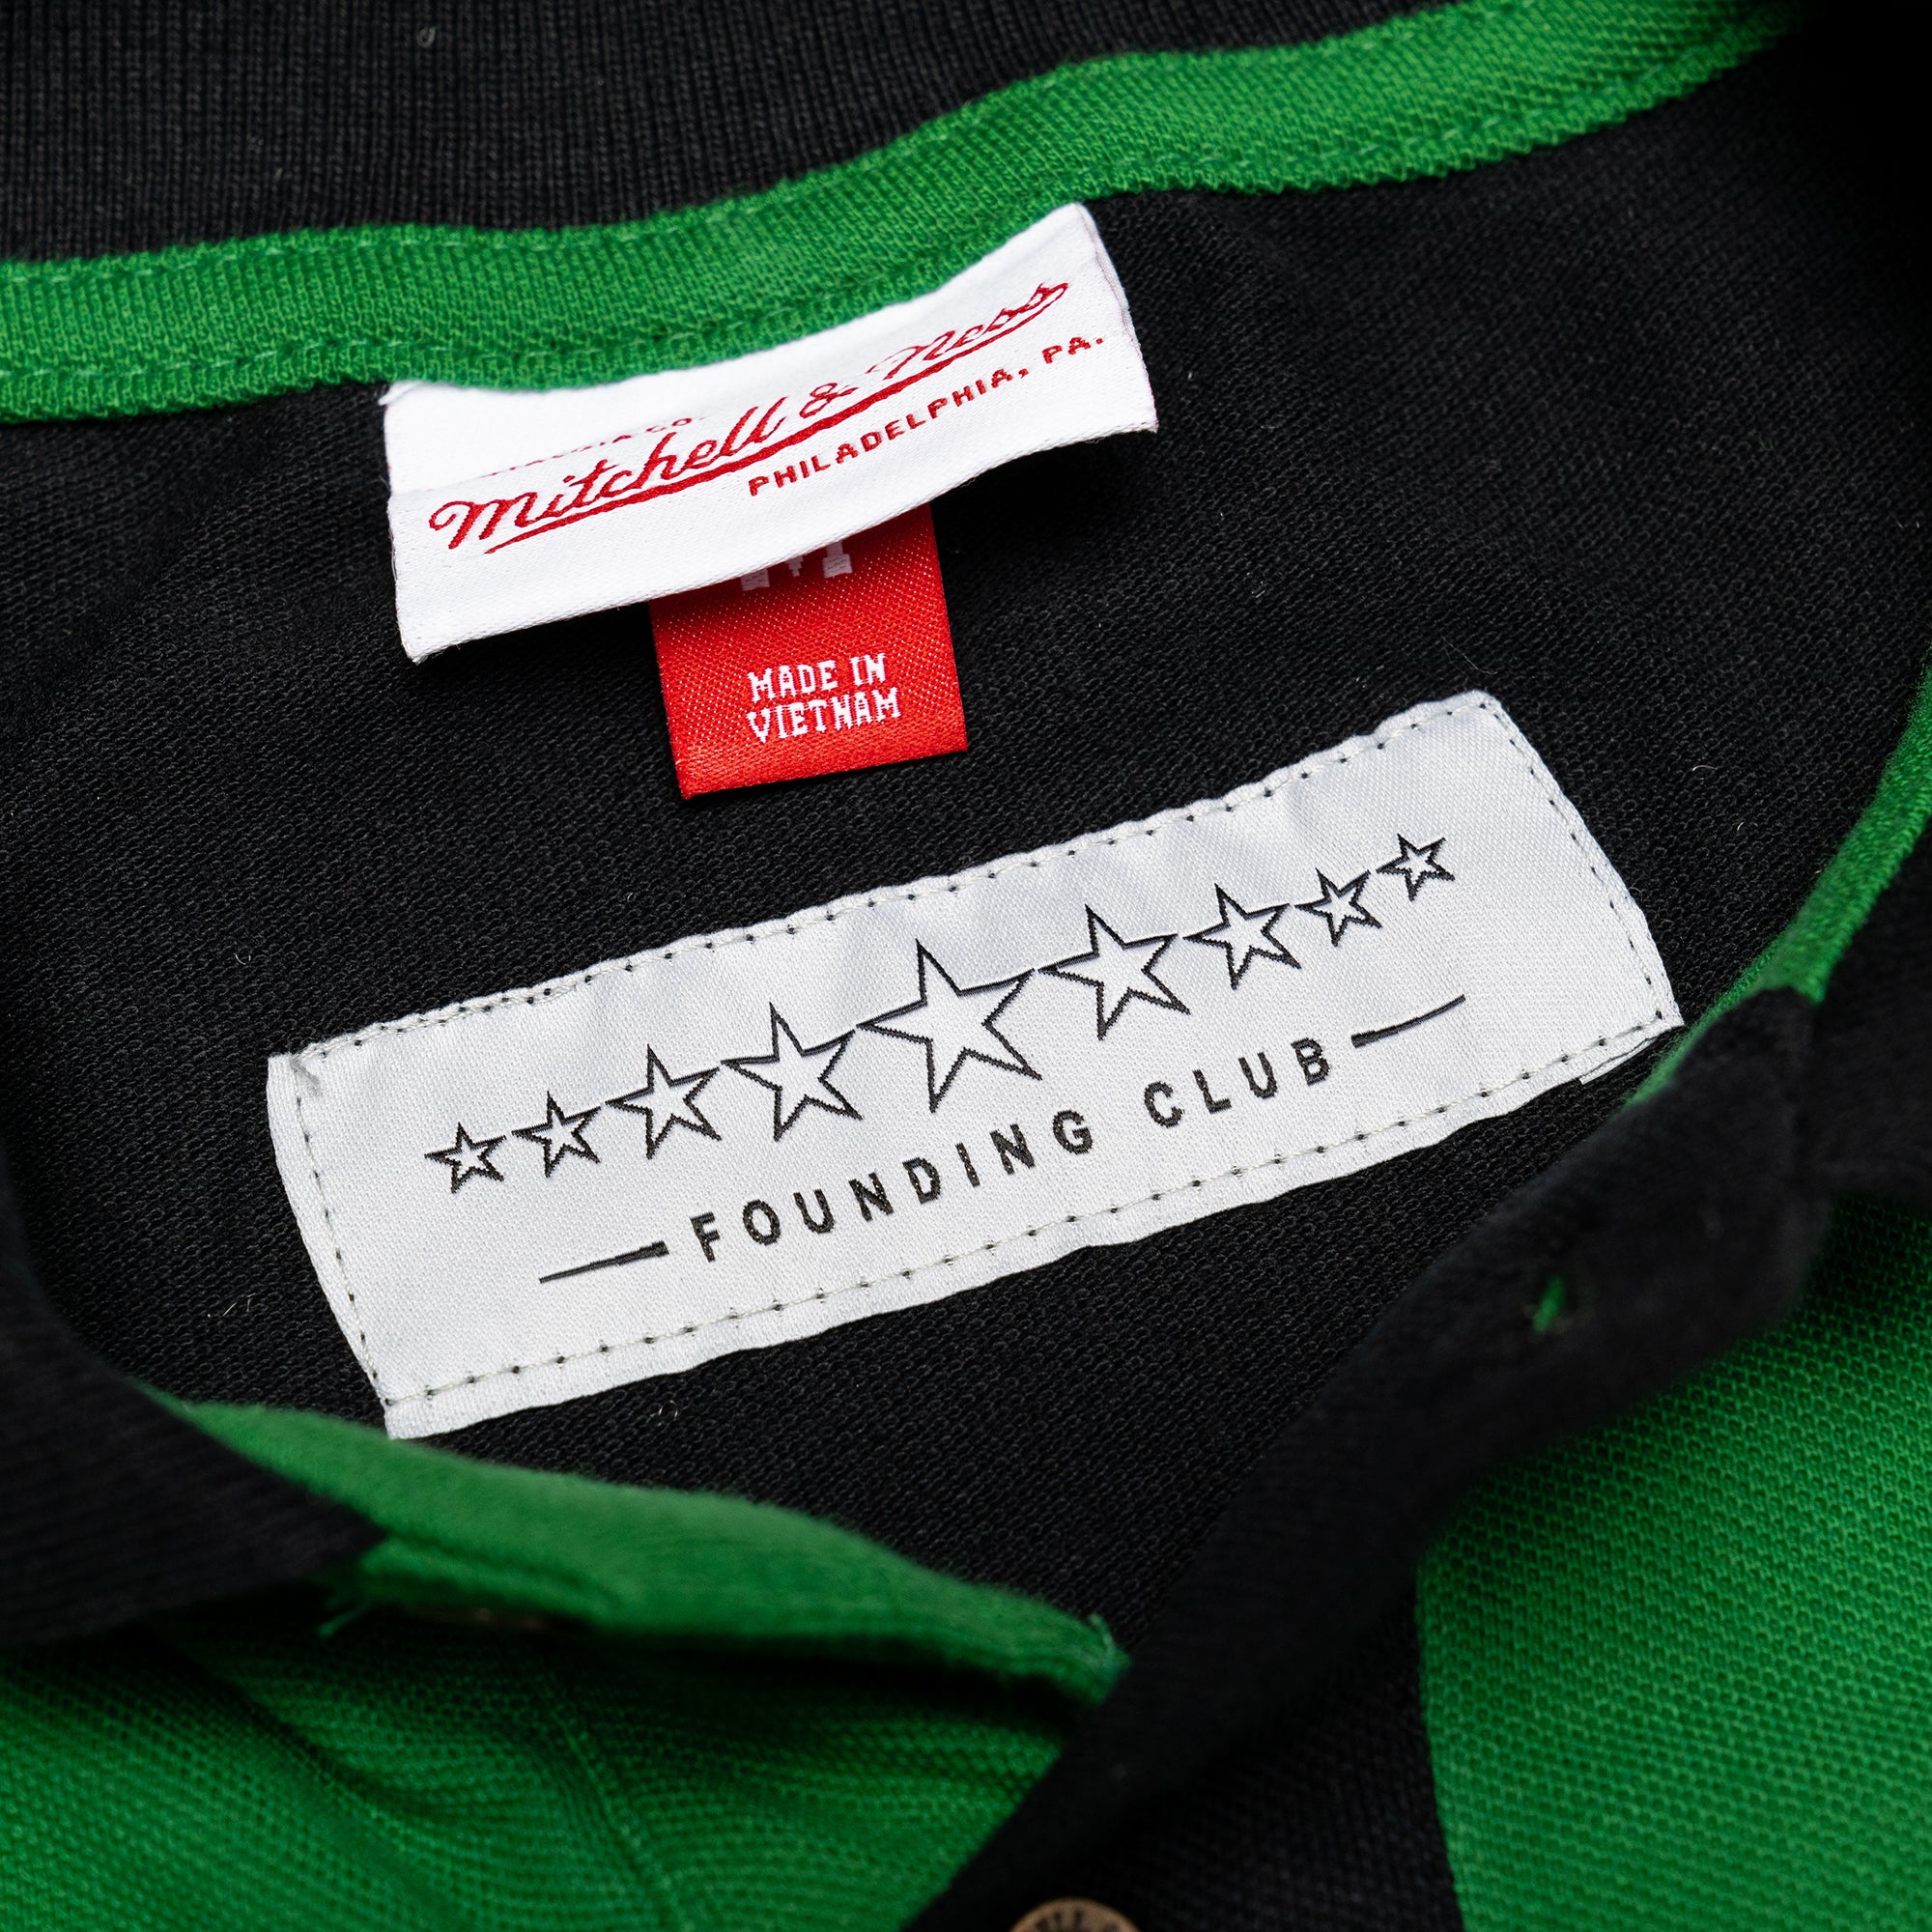 Mitchell & Ness
PHILADELPHIA, PA.
M
MADE IN
VIETNAM
FOUNDING CLUB